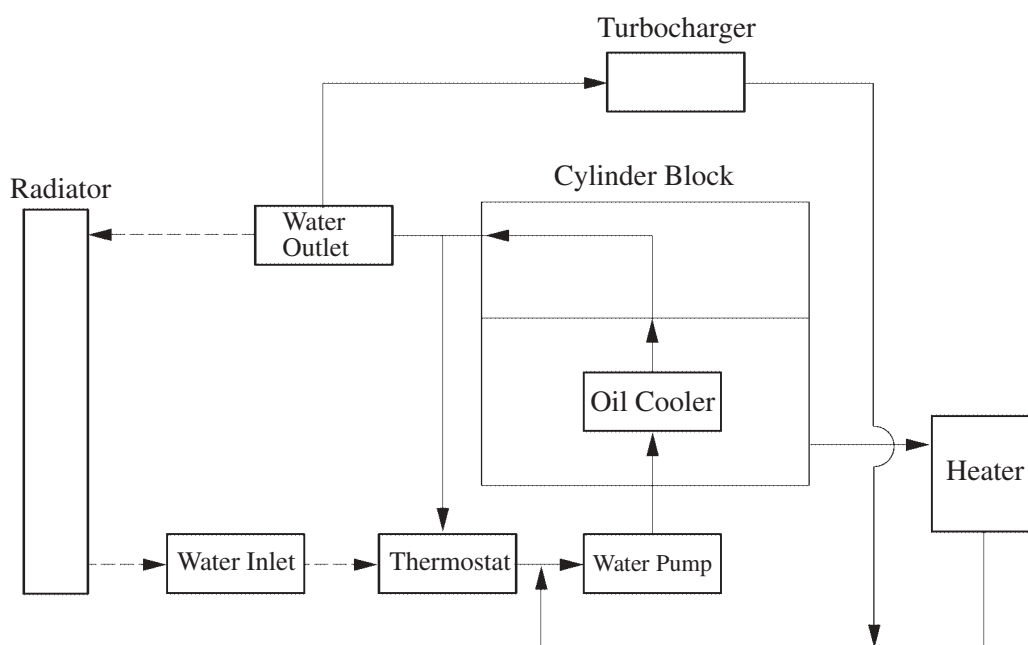 Turbocharger
Cylinder Block
Radiator
Water
Outlet
Oil Cooler
Heater
Water Inlet
Thermostat
Water Pump